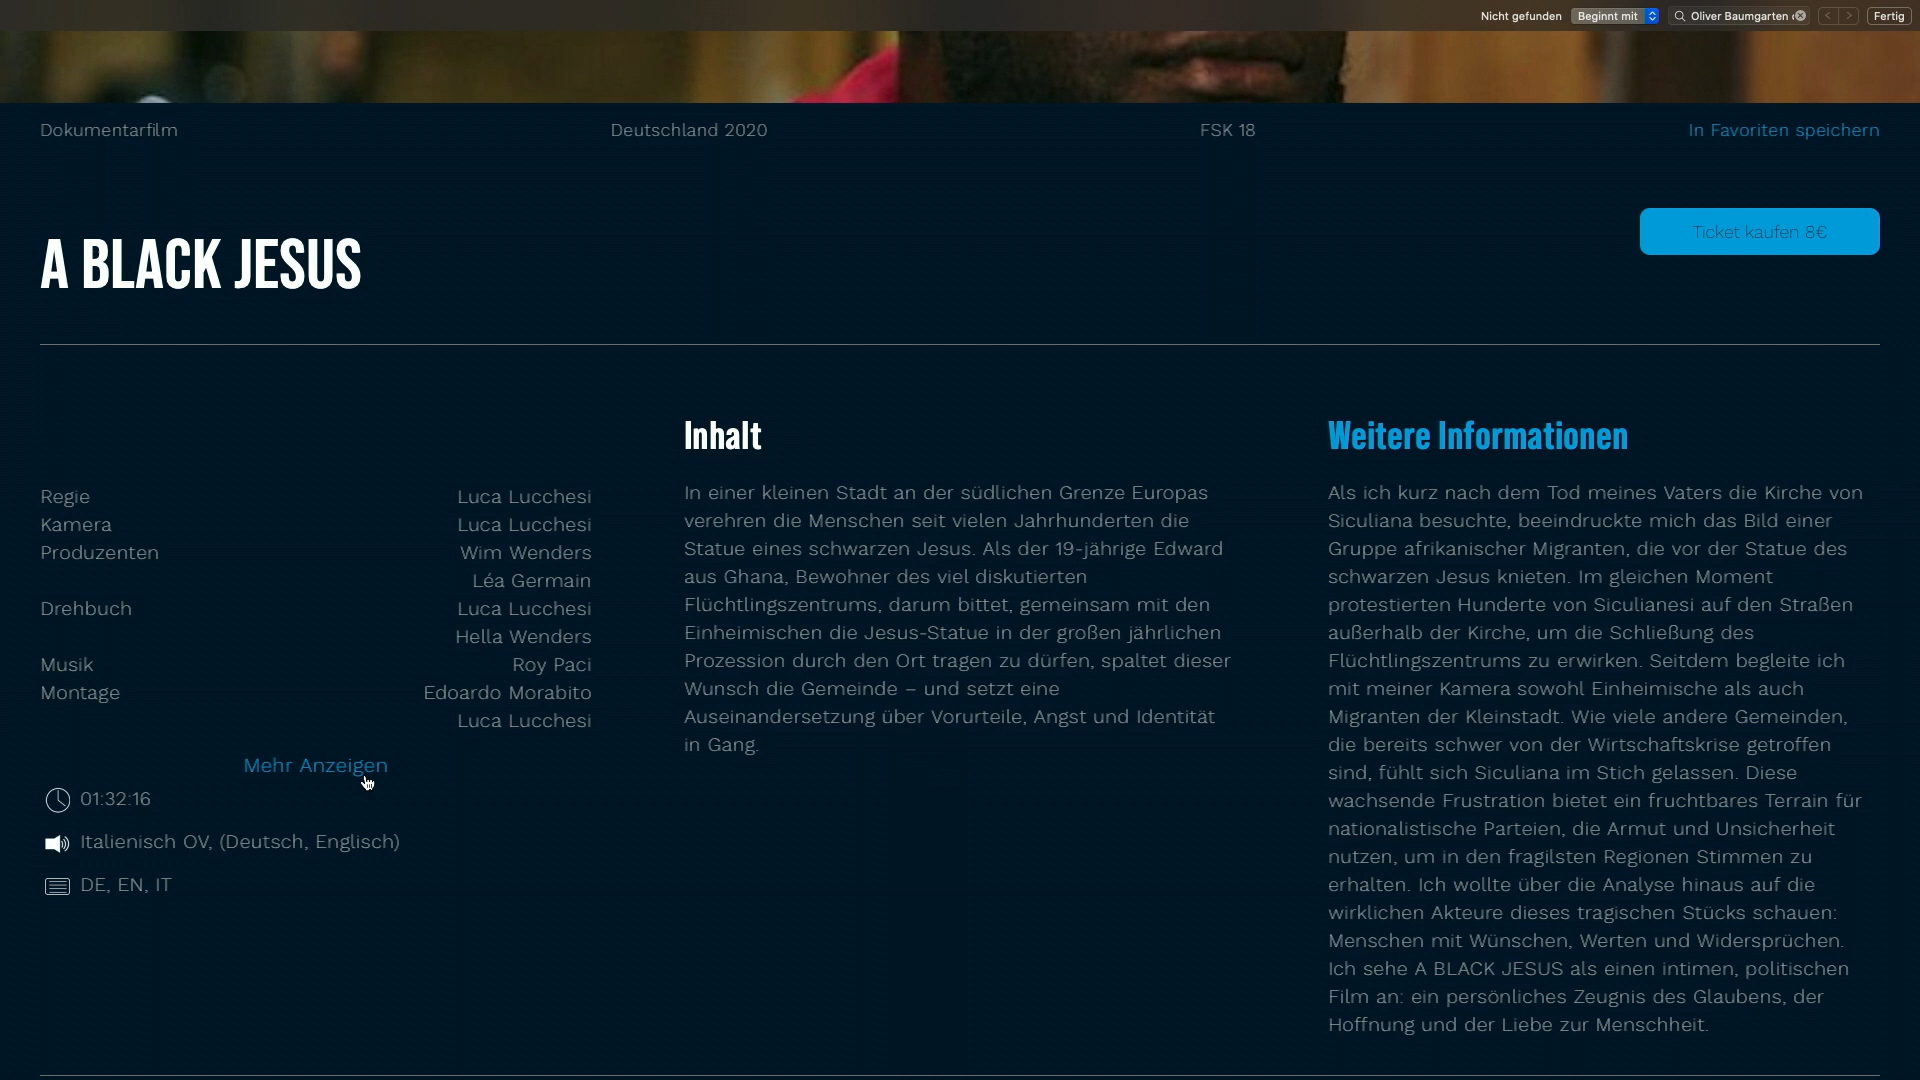 Nicht gefunden
Beginnt mit
Oliver Baumgarten
Fertig
Dokumentarfilm
Deutschland 2020
FSK 18
In Favoriten speichern
A BLACK JESUS
Ticket kaufen 8€
Regie Luca Lucchesi
Kamera Luca Lucchesi
Produzenten Wim Wenders
Léa Germain
Drehbuch Luca Lucchesi
Hella Wenders
Musik Roy Paci
Montage Edoardo Morabito
Luca Lucchesi
Mehr Anzeigen
01:32:16
Italienisch OV, (Deutsch, Englisch)
DE, EN, IT
Inhalt
In einer kleinen Stadt an der südlichen Grenze Europas
verehren die Menschen seit vielen Jahrhunderten die
Statue eines schwarzen Jesus. Als der 19-jährige Edward
aus Ghana, Bewohner des viel diskutierten
Flüchtlingszentrums, darum bittet, gemeinsam mit den
Einheimischen die Jesus-Statue in der großen jährlichen
Prozession durch den Ort tragen zu dürfen, spaltet dieser
Wunsch die Gemeinde – und setzt eine
Auseinandersetzung über Vorurteile, Angst und Identität
in Gang.
Weitere Informationen
Als ich kurz nach dem Tod meines Vaters die Kirche von
Siculiana besuchte, beeindruckte mich das Bild einer
Gruppe afrikanischer Migranten, die vor der Statue des
schwarzen Jesus knieten. Im gleichen Moment
protestierten Hunderte von Siculianesi auf den Straßen
außerhalb der Kirche, um die Schließung des
Flüchtlingszentrums zu erwirken. Seitdem begleite ich
mit meiner Kamera sowohl Einheimische als auch
Migranten der Kleinstadt. Wie viele andere Gemeinden,
die bereits schwer von der Wirtschaftskrise getroffen
sind, fühlt sich Siculiana im Stich gelassen. Diese
wachsende Frustration bietet ein fruchtbares Terrain für
nationalistische Parteien, die Armut und Unsicherheit
nutzen, um in den fragilsten Regionen Stimmen zu
erhalten. Ich wollte über die Analyse hinaus auf die
wirklichen Akteure dieses tragischen Stücks schauen:
Menschen mit Wünschen, Werten und Widersprüchen.
Ich sehe A BLACK JESUS als einen intimen, politischen
Film an: ein persönliches Zeugnis des Glaubens, der
Hoffnung und der Liebe zur Menschheit.